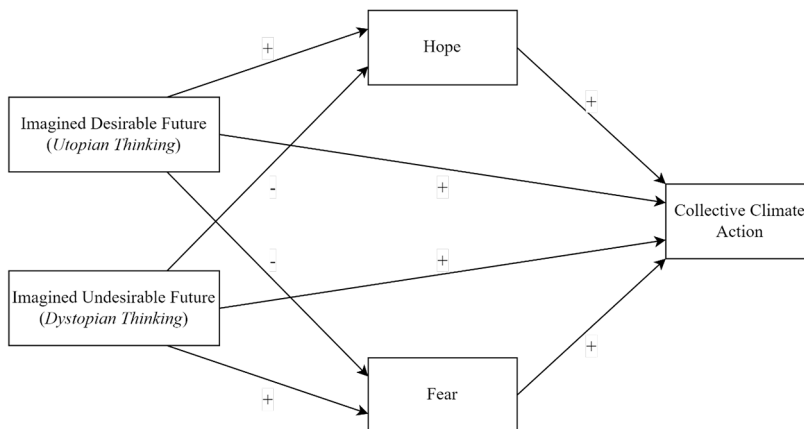 Hope
+
+
Imagined Desirable Future
(Utopian Thinking)
-
+
Collective Climate
Action
-
+
Imagined Undesirable Future
(Dystopian Thinking)
+
Fear
+